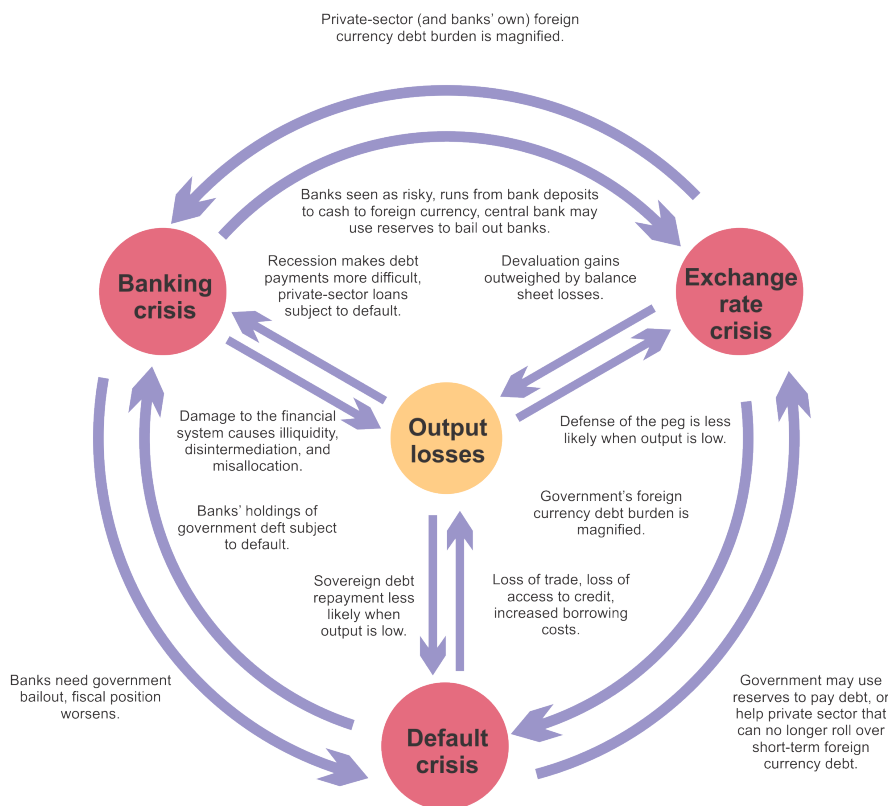 Private-sector (and banks’ own) foreign
currency debt burden is magnified.
Banks seen as risky, runs from bank deposits
to cash to foreign currency, central bank may
use reserves to bail out banks.
Banking
crisis
Recession makes debt
payments more difficult,
private-sector loans
subject to default.
Devaluation gains
outweighed by balance
sheet losses.
Exchange
rate
crisis
Damage to the financial
system causes illiquidity,
disintermediation, and
misallocation.
Output
losses
Defense of the peg is less
likely when output is low.
Banks’ holdings of
government deft subject
to default.
Government’s foreign
currency debt burden is
magnified.
Sovereign debt
repayment less
likely when
output is low.
Loss of trade, loss of
access to credit,
increased borrowing
costs.
Banks need government
bailout, fiscal position
worsens.
Default
crisis
Government may use
reserves to pay debt, or
help private sector that
can no longer roll over
short-term foreign
currency debt.